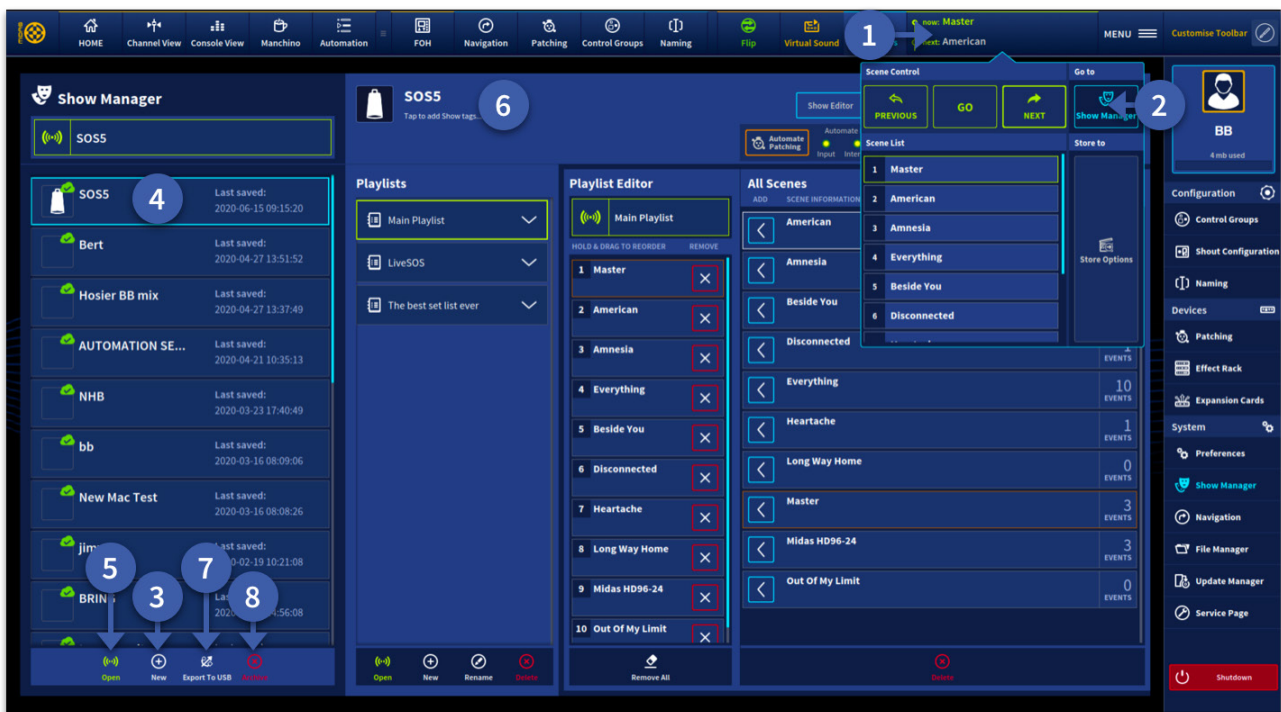 HOME
Channel View
Console View
Manchino
Automation
FOH
Navigation
Patching
Control Groups
Naming
Flip
Virtual Sound
1
now: Master
next: American
MENU
Customise Toolbar
Show Manager
SOS5
SOS5
Last saved:
2020-06-15 09:15:20
4
Bert
Last saved:
2020-04-27 13:51:52
Hosier BB mix
Last saved:
2020-04-27 13:37:49
AUTOMATION SE...
Last saved:
2020-04-21 10:35:13
NHB
Last saved:
2020-03-23 17:40:49
bb
Last saved:
2020-03-16 08:09:06
New Mac Test
Last saved:
2020-03-16 08:08:26
saved:
-02-19 10:21:08
5
3
7
8
Open
New
Export To USB
SOS5
Tap to add Show tags...
6
Show Editor
Automate Patching
Automate
Input
Playlists
Main Playlist
LiveSOS
The best set list ever
Open
New
Rename
Delete
Playlist Editor
Main Playlist
HOLD & DRAG TO REORDER
REMOVE
1 Master
2 American
3 Amnesia
4 Everything
5 Beside You
6 Disconnected
7 Heartache
8 Long Way Home
9 Midas HD96-24
10 Out Of My Limit
Remove All
All Scenes
ADD
SCENE INFORMATION
American
Amnesia
Beside You
Disconnected
1
EVENTS
Everything
10
EVENTS
Heartache
1
EVENTS
Long Way Home
0
EVENTS
Master
3
EVENTS
Midas HD96-24
3
EVENTS
Out Of My Limit
0
EVENTS
Delete
Scene Control
PREVIOUS
GO
NEXT
Go to
Show Manager
2
Scene List
1 Master
2 American
3 Amnesia
4 Everything
5 Beside You
6 Disconnected
Store to
Store Options
BB
4 mb used
Configuration
Control Groups
Shout Configuration
Naming
Devices
Patching
Effect Rack
Expansion Cards
System
Preferences
Show Manager
Navigation
File Manager
Update Manager
Service Page
Shutdown